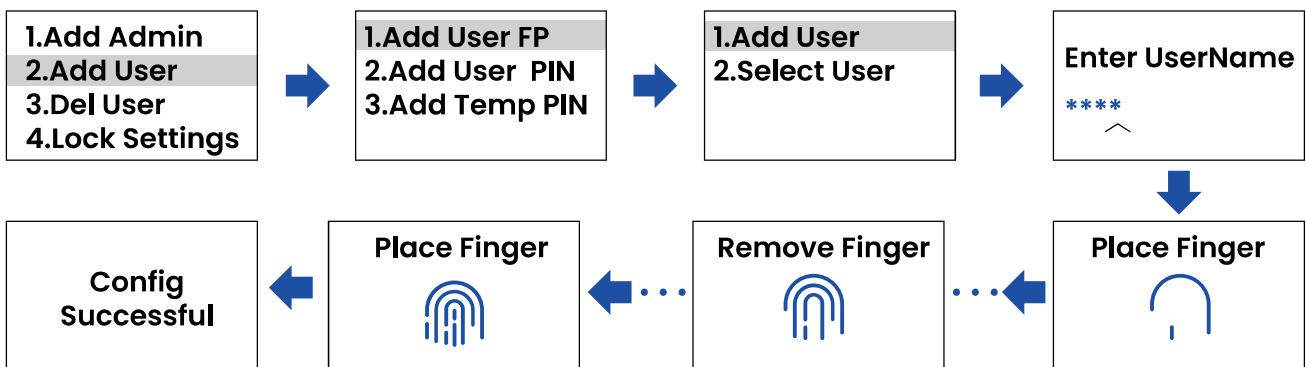 1.Add Admin
2.Add User
3.Del User
4.Lock Settings
1.Add User FP
2.Add User PIN
3.Add Temp PIN
1.Add User
2.Select User
Enter UserName
****
Place Finger
Remove Finger
Place Finger
Config
Successful